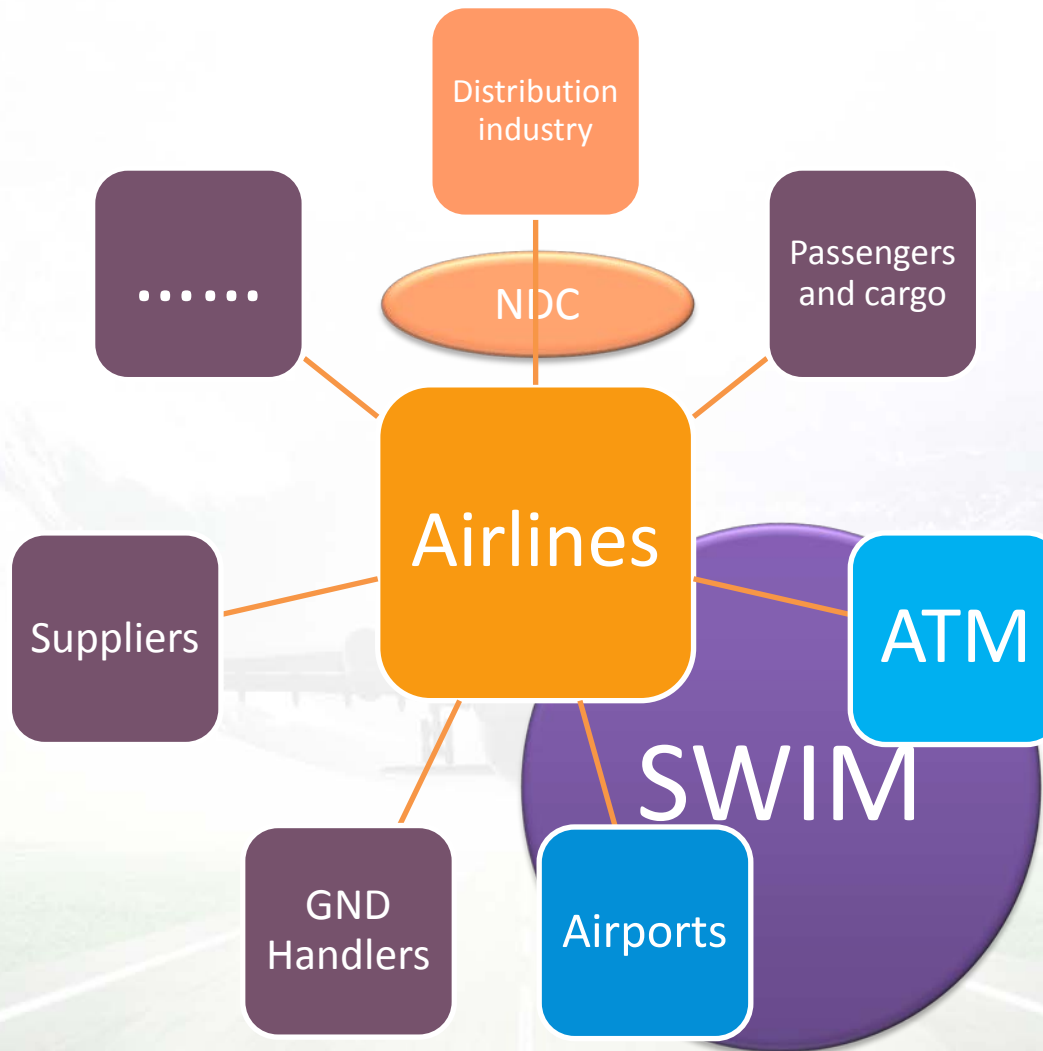 Distribution
industry
......
Passengers
and cargo
NDC
Airlines
Suppliers
ATM
SWIM
GND
Handlers
Airports